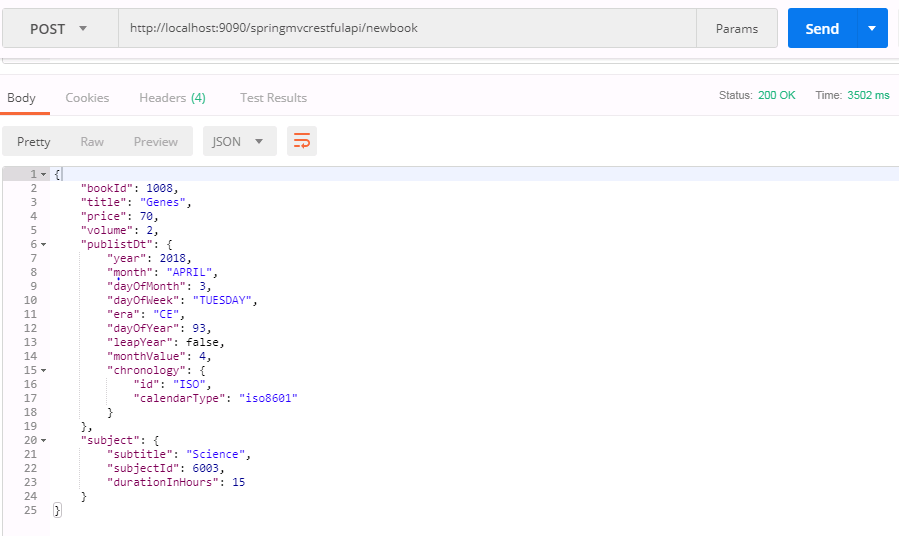 POST http://localhost:9090/springmvcrestfulapi/newbook Params Send
Body Cookies Headers (4) Test Results Status: 200 OK Time: 3502 ms
Pretty Raw Preview JSON
1 {
2 "bookId": 1008,
3 "title": "Genes",
4 "price": 70,
5 "volume": 2,
6 "publistDt": {
7 "year": 2018,
8 "month": "APRIL",
9 "dayOfMonth": 3,
10 "dayOfWeek": "TUESDAY",
11 "era": "CE",
12 "dayOfYear": 93,
13 "leapYear": false,
14 "monthValue": 4,
15 "chronology": {
16 "id": "ISO",
17 "calendarType": "iso8601"
18 }
19 },
20 "subject": {
21 "subtitle": "Science",
22 "subjectId": 6003,
23 "durationInHours": 15
24 }
25 }